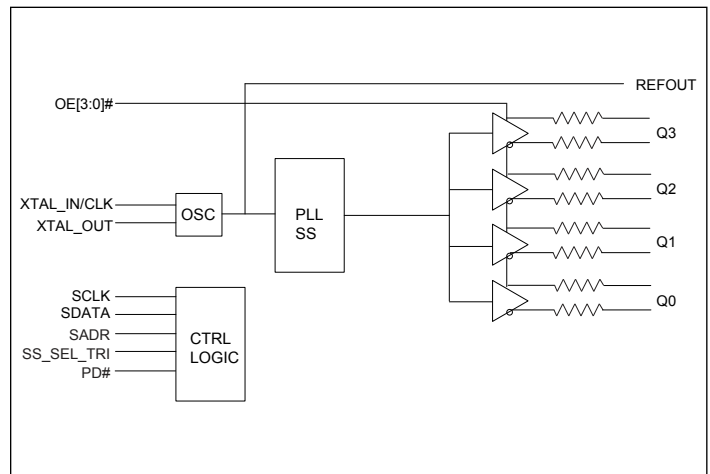 REFOUT
OE[3:0]#
Q3
XTAL_IN/CLK
XTAL_OUT
OSC
PLL
SS
Q2
Q1
Q0
SCLK
SDATA
SADR
SS_SEL_TRI
PD#
CTRL
LOGIC